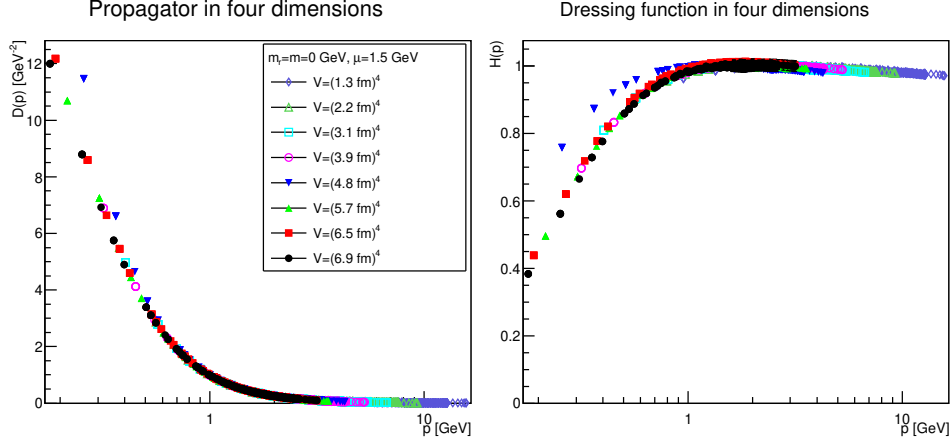 Propagator in four dimensions
D(p) [GeV⁻²]
12
10
8
6
4
2
0
1
10
p [GeV]
mᵣ=m=0 GeV, μ=1.5 GeV
V=(1.3 fm)⁴
V=(2.2 fm)⁴
V=(3.1 fm)⁴
V=(3.9 fm)⁴
V=(4.8 fm)⁴
V=(5.7 fm)⁴
V=(6.5 fm)⁴
V=(6.9 fm)⁴
Dressing function in four dimensions
H(p)
1
0.8
0.6
0.4
0.2
0
1
10
p [GeV]